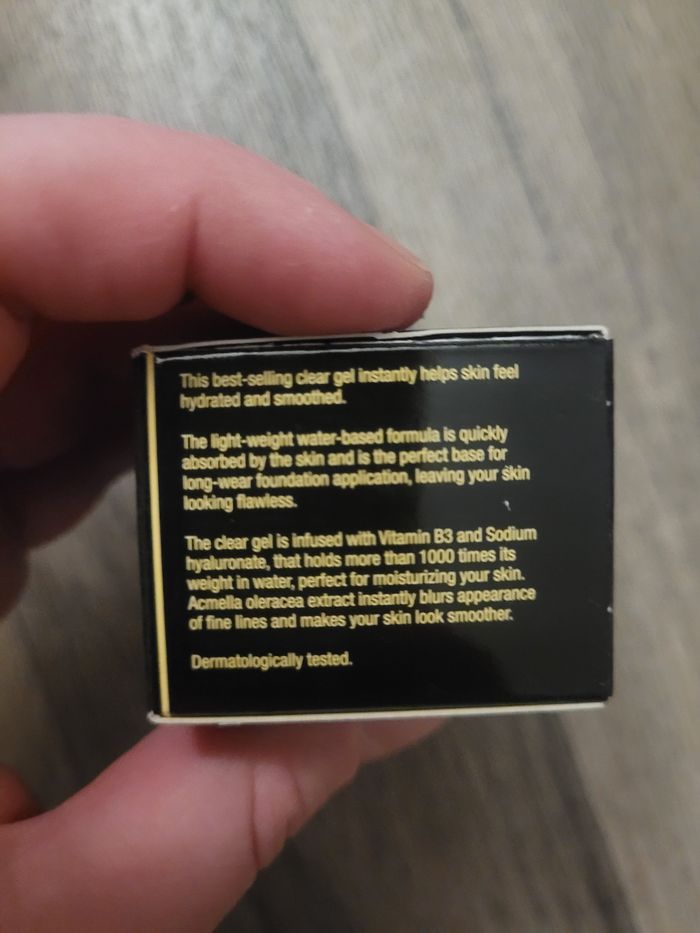 This best-selling clear gel instantly helps skin feel
hydrated and smoothed.
The light-weight water-based formula is quickly
absorbed by the skin and is the perfect base for
long-wear foundation application, leaving your skin
looking flawless.
The clear gel is infused with Vitamin B3 and Sodium
hyaluronate, that holds more than 1000 times its
weight in water, perfect for moisturizing your skin.
Acmella oleracea extract instantly blurs appearance
of fine lines and makes your skin look smoother.
Dermatologically tested.